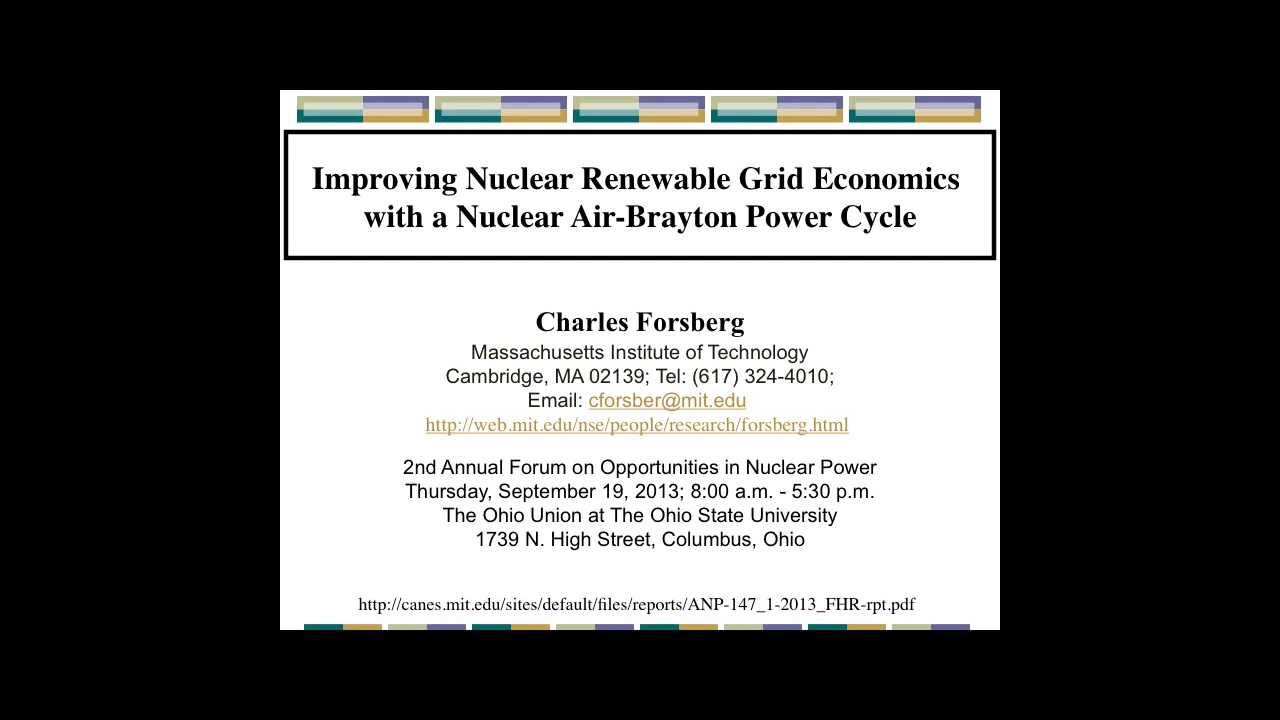 Improving Nuclear Renewable Grid Economics
with a Nuclear Air-Brayton Power Cycle
Charles Forsberg
Massachusetts Institute of Technology
Cambridge, MA 02139; Tel: (617) 324-4010;
Email: cforsber@mit.edu
http://web.mit.edu/nse/people/research/forsberg.html
2nd Annual Forum on Opportunities in Nuclear Power
Thursday, September 19, 2013; 8:00 a.m. - 5:30 p.m.
The Ohio Union at The Ohio State University
1739 N. High Street, Columbus, Ohio
http://canes.mit.edu/sites/default/files/reports/ANP-147_1-2013_FHR-rpt.pdf